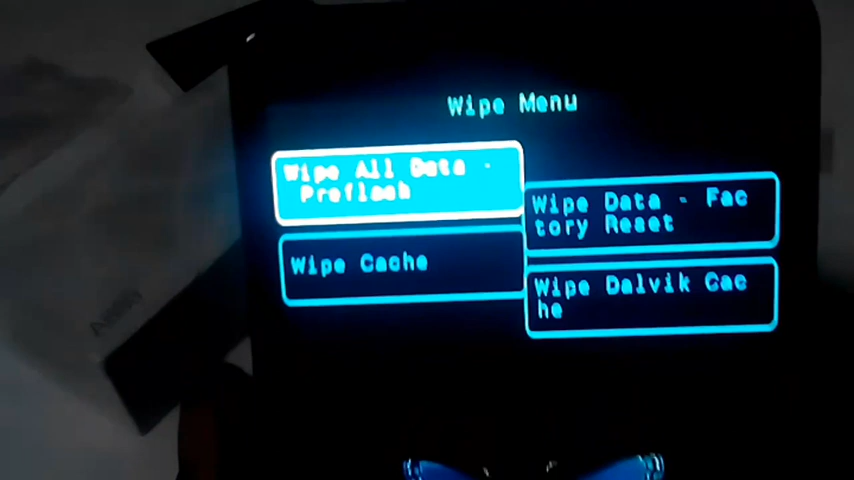 Wipe Menu
Wipe All Data -
Preflash
Wipe Data - Fac
tory Reset
Wipe Cache
Wipe Dalvik Cac
he